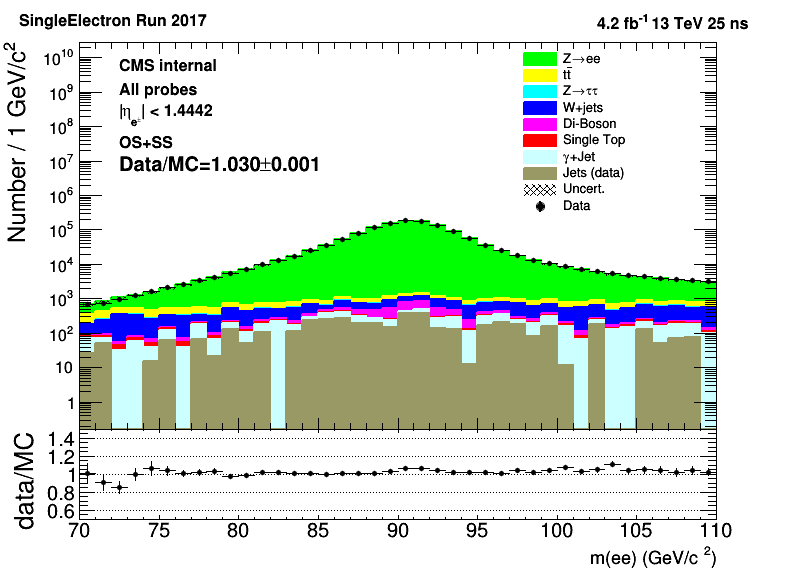 SingleElectron Run 2017
4.2 fb⁻¹ 13 TeV 25 ns
Number / 1 GeV/c²
10¹⁰
10⁹
10⁸
10⁷
10⁶
10⁵
10⁴
10³
10²
10
1
CMS internal
All probes
|η_e±| < 1.4442
OS+SS
Data/MC=1.030±0.001
Z→ee
tt̄
Z→ττ
W+jets
Di-Boson
Single Top
γ+Jet
Jets (data)
Uncert.
Data
data/MC
1.4
1.2
1
0.8
0.6
70 75 80 85 90 95 100 105 110
m(ee) (GeV/c ²)